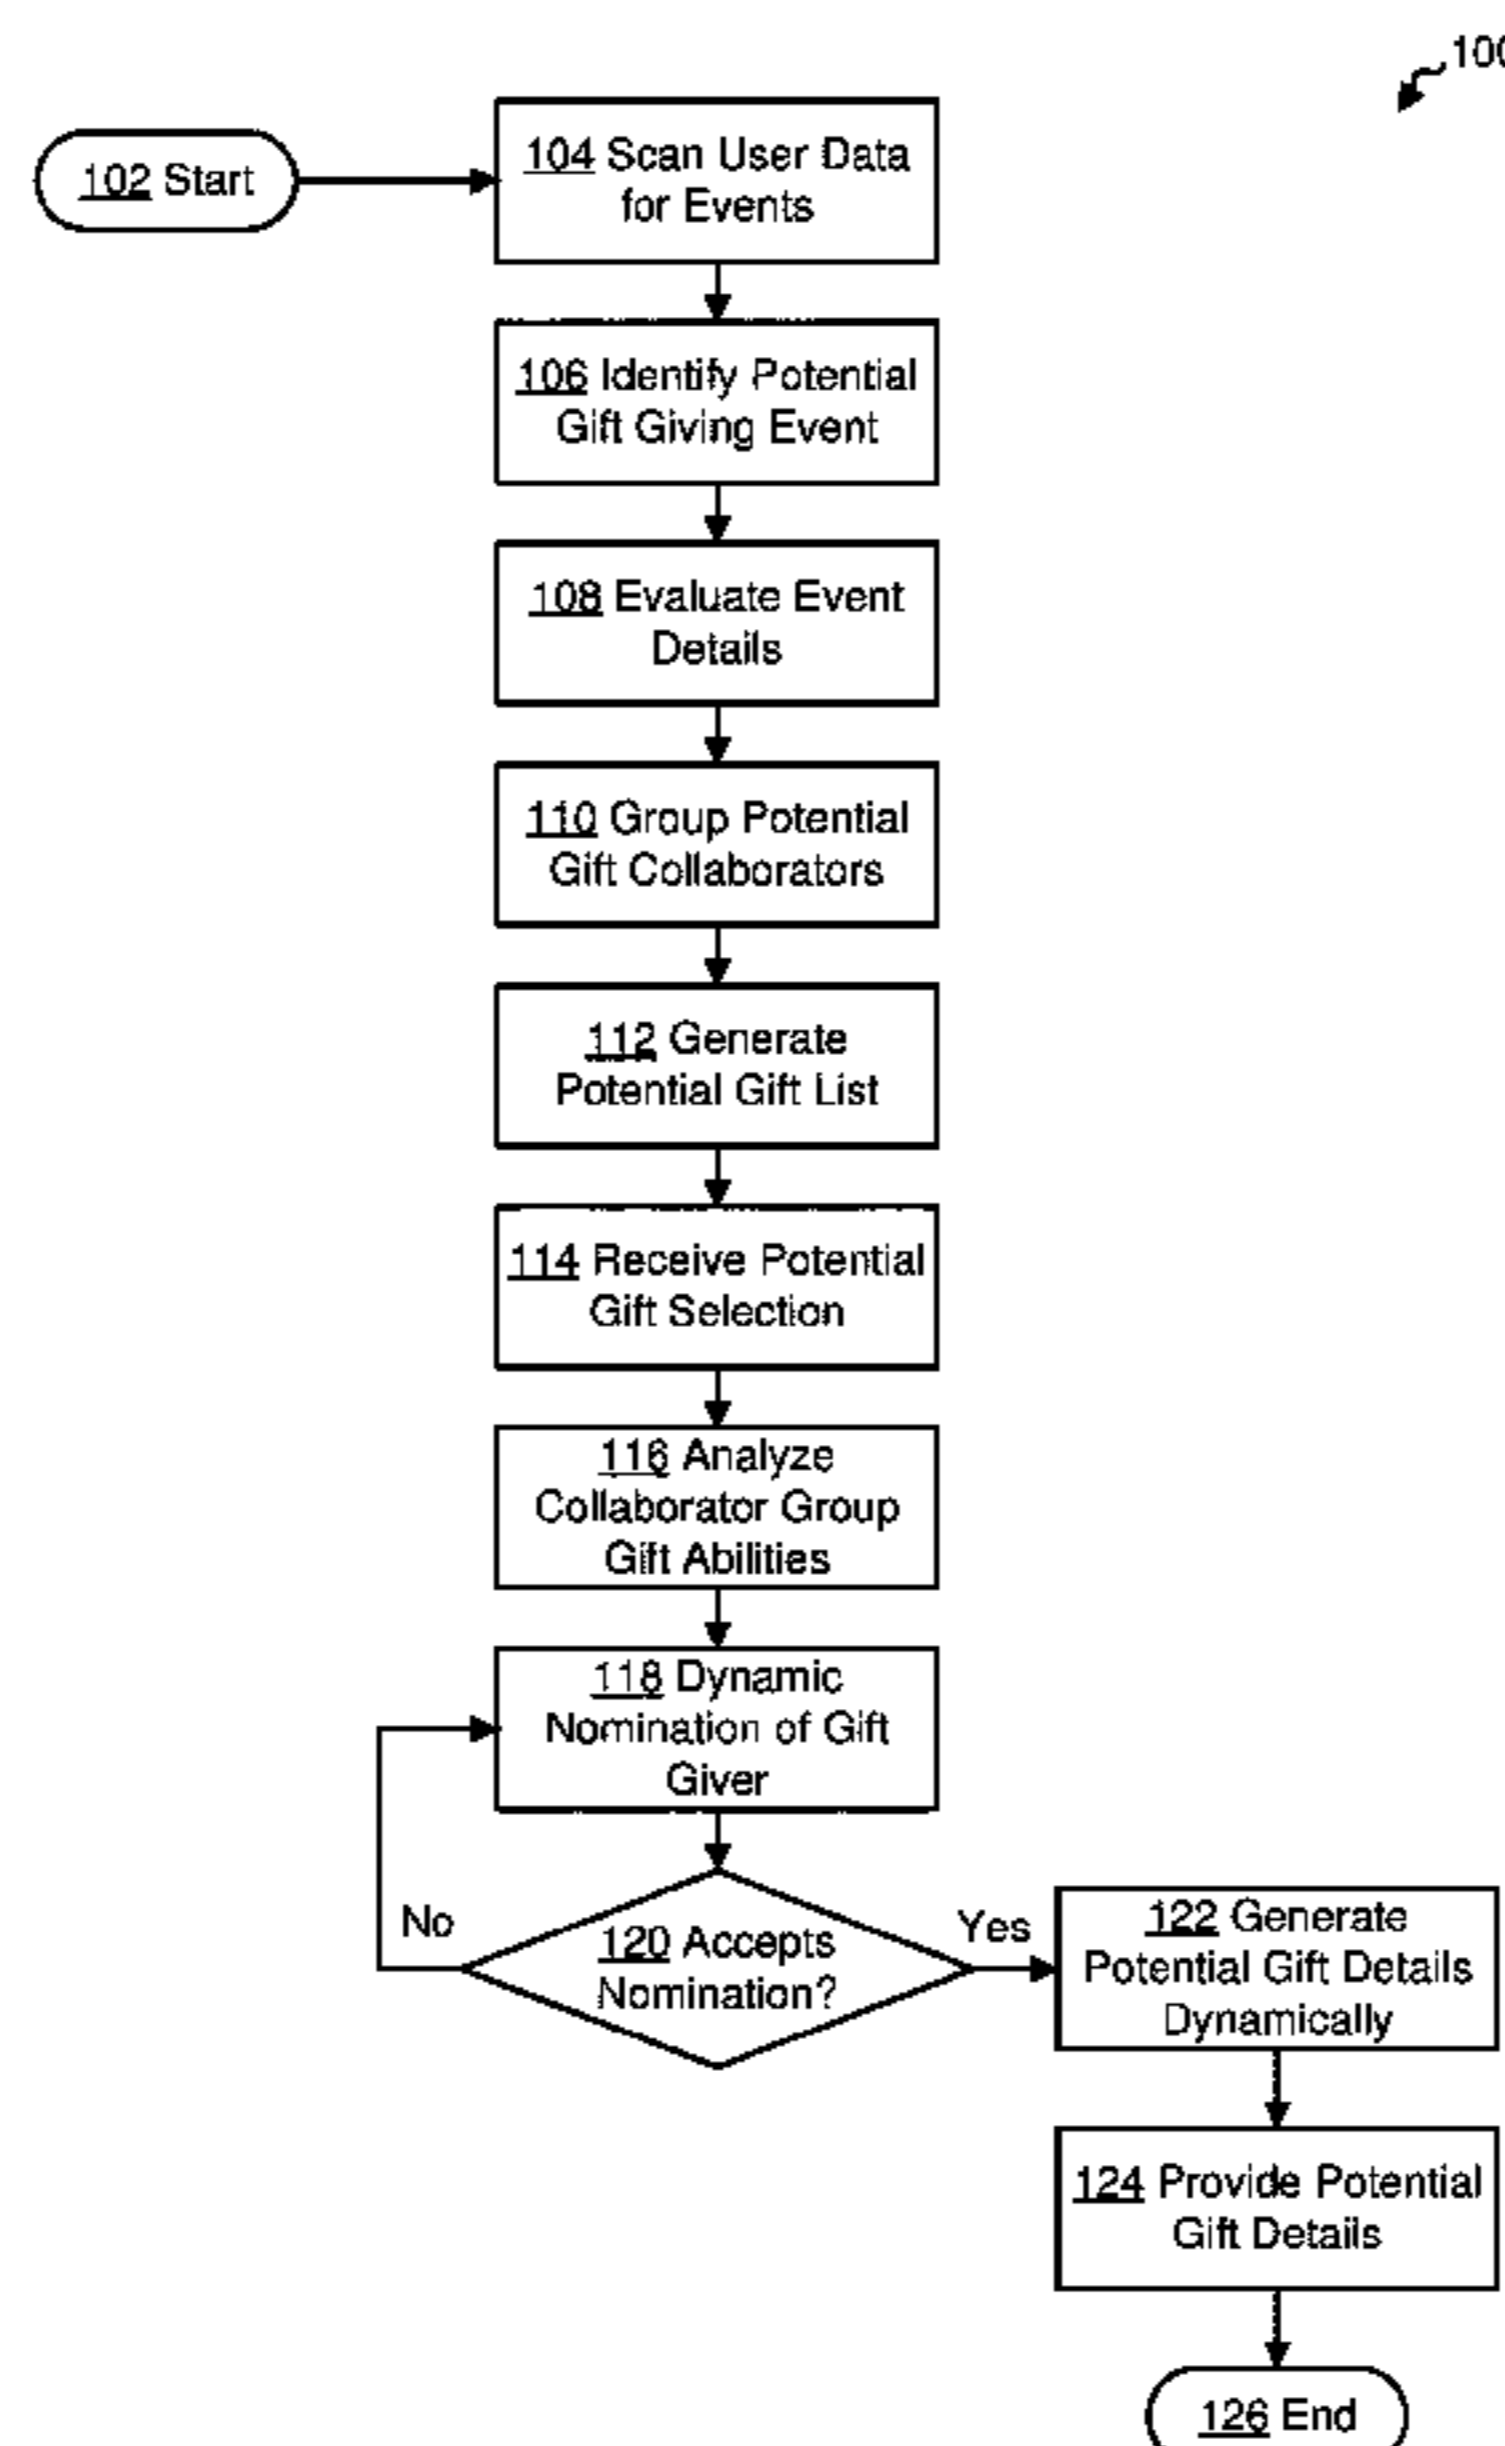 100
102 Start
104 Scan User Data
for Events
106 Identify Potential
Gift Giving Event
108 Evaluate Event
Details
110 Group Potential
Gift Collaborators
112 Generate
Potential Gift List
114 Receive Potential
Gift Selection
116 Analyze
Collaborator Group
Gift Abilities
118 Dynamic
Nomination of Gift
Giver
No
120 Accepts
Nomination?
Yes
122 Generate
Potential Gift Details
Dynamically
124 Provide Potential
Gift Details
126 End